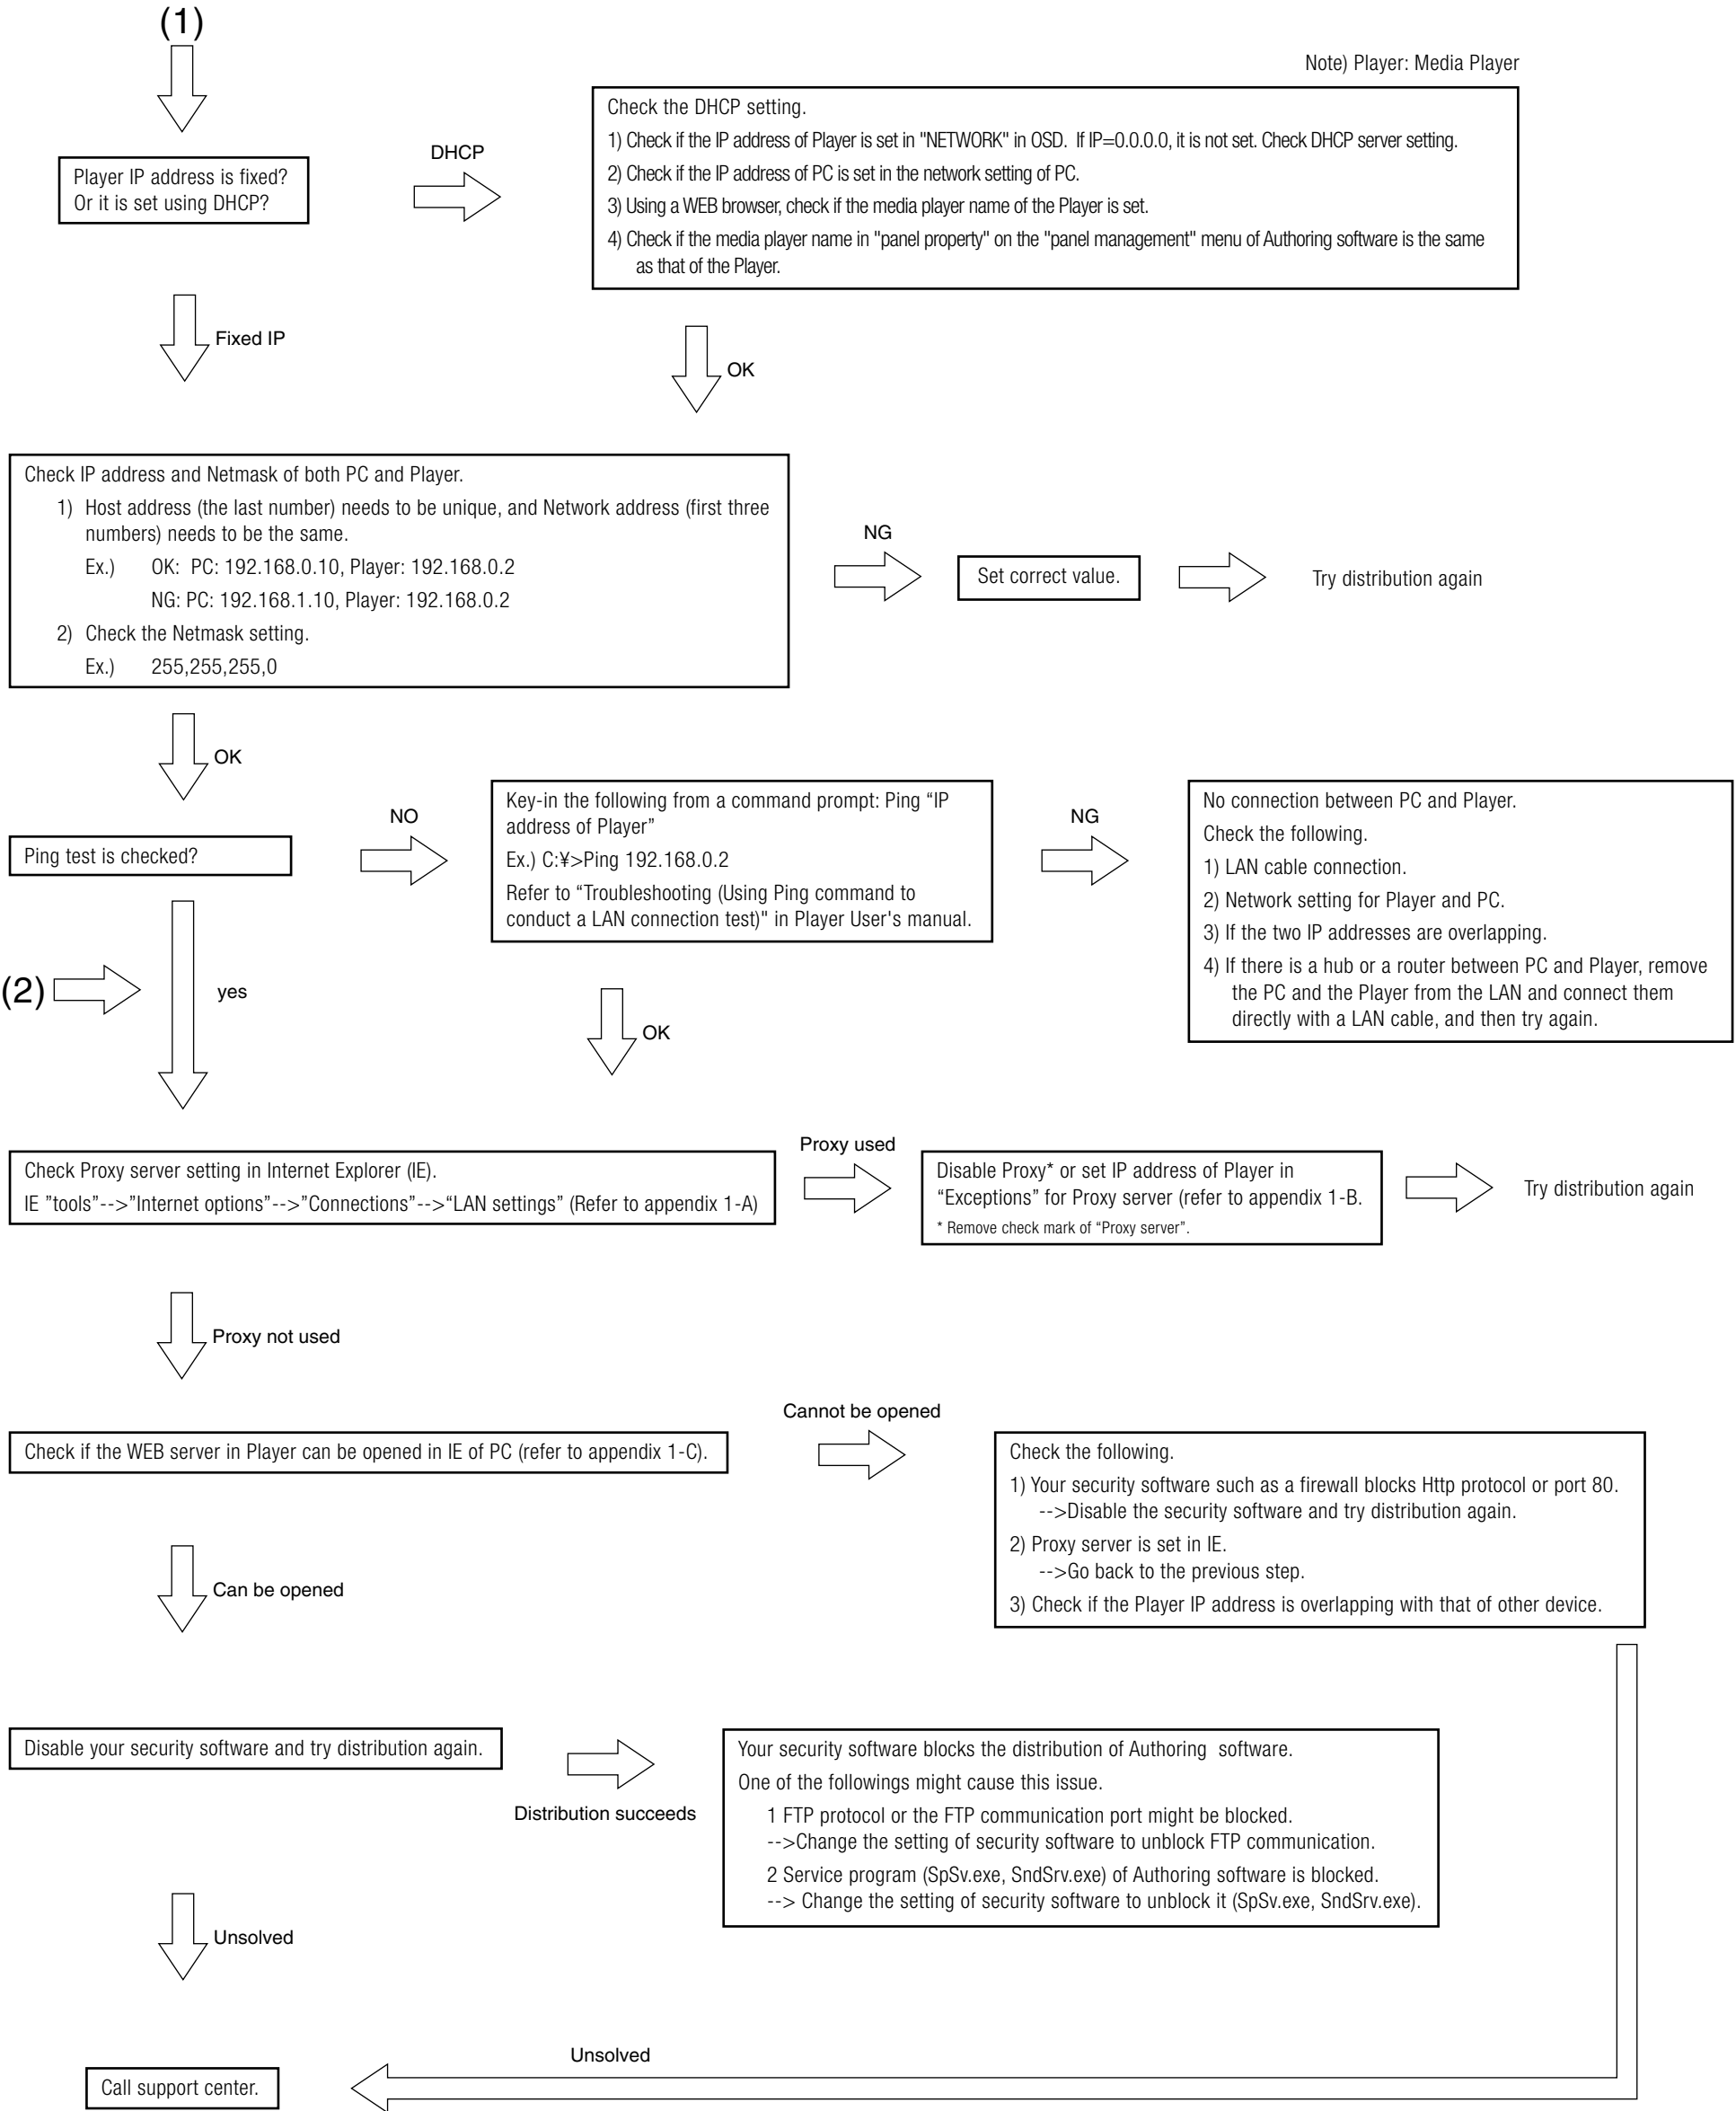 (1)
Note) Player: Media Player
Player IP address is fixed?
Or it is set using DHCP?
DHCP
Check the DHCP setting.
1) Check if the IP address of Player is set in "NETWORK" in OSD.  If IP=0.0.0.0, it is not set. Check DHCP server setting.
2) Check if the IP address of PC is set in the network setting of PC.
3) Using a WEB browser, check if the media player name of the Player is set.
4) Check if the media player name in "panel property" on the "panel management" menu of Authoring software is the same
as that of the Player.
Fixed IP
OK
Check IP address and Netmask of both PC and Player.
1) Host address (the last number) needs to be unique, and Network address (first three
numbers) needs to be the same.
Ex.) OK: PC: 192.168.0.10, Player: 192.168.0.2
NG: PC: 192.168.1.10, Player: 192.168.0.2
2) Check the Netmask setting.
Ex.) 255,255,255,0
NG
Set correct value.
Try distribution again
OK
Ping test is checked?
NO
Key-in the following from a command prompt: Ping “IP
address of Player”
Ex.) C:¥>Ping 192.168.0.2
Refer to “Troubleshooting (Using Ping command to
conduct a LAN connection test)" in Player User's manual.
NG
No connection between PC and Player.
Check the following.
1) LAN cable connection.
2) Network setting for Player and PC.
3) If the two IP addresses are overlapping.
4) If there is a hub or a router between PC and Player, remove
the PC and the Player from the LAN and connect them
directly with a LAN cable, and then try again.
(2)
yes
OK
Check Proxy server setting in Internet Explorer (IE).
IE ”tools"-->”Internet options"-->”Connections”-->“LAN settings” (Refer to appendix 1-A)
Proxy used
Disable Proxy* or set IP address of Player in
“Exceptions” for Proxy server (refer to appendix 1-B.
* Remove check mark of “Proxy server”.
Try distribution again
Proxy not used
Check if the WEB server in Player can be opened in IE of PC (refer to appendix 1-C).
Cannot be opened
Check the following.
1) Your security software such as a firewall blocks Http protocol or port 80.
-->Disable the security software and try distribution again.
2) Proxy server is set in IE.
-->Go back to the previous step.
3) Check if the Player IP address is overlapping with that of other device.
Can be opened
Disable your security software and try distribution again.
Distribution succeeds
Your security software blocks the distribution of Authoring  software.
One of the followings might cause this issue.
1 FTP protocol or the FTP communication port might be blocked.
-->Change the setting of security software to unblock FTP communication.
2 Service program (SpSv.exe, SndSrv.exe) of Authoring software is blocked.
--> Change the setting of security software to unblock it (SpSv.exe, SndSrv.exe).
Unsolved
Unsolved
Call support center.